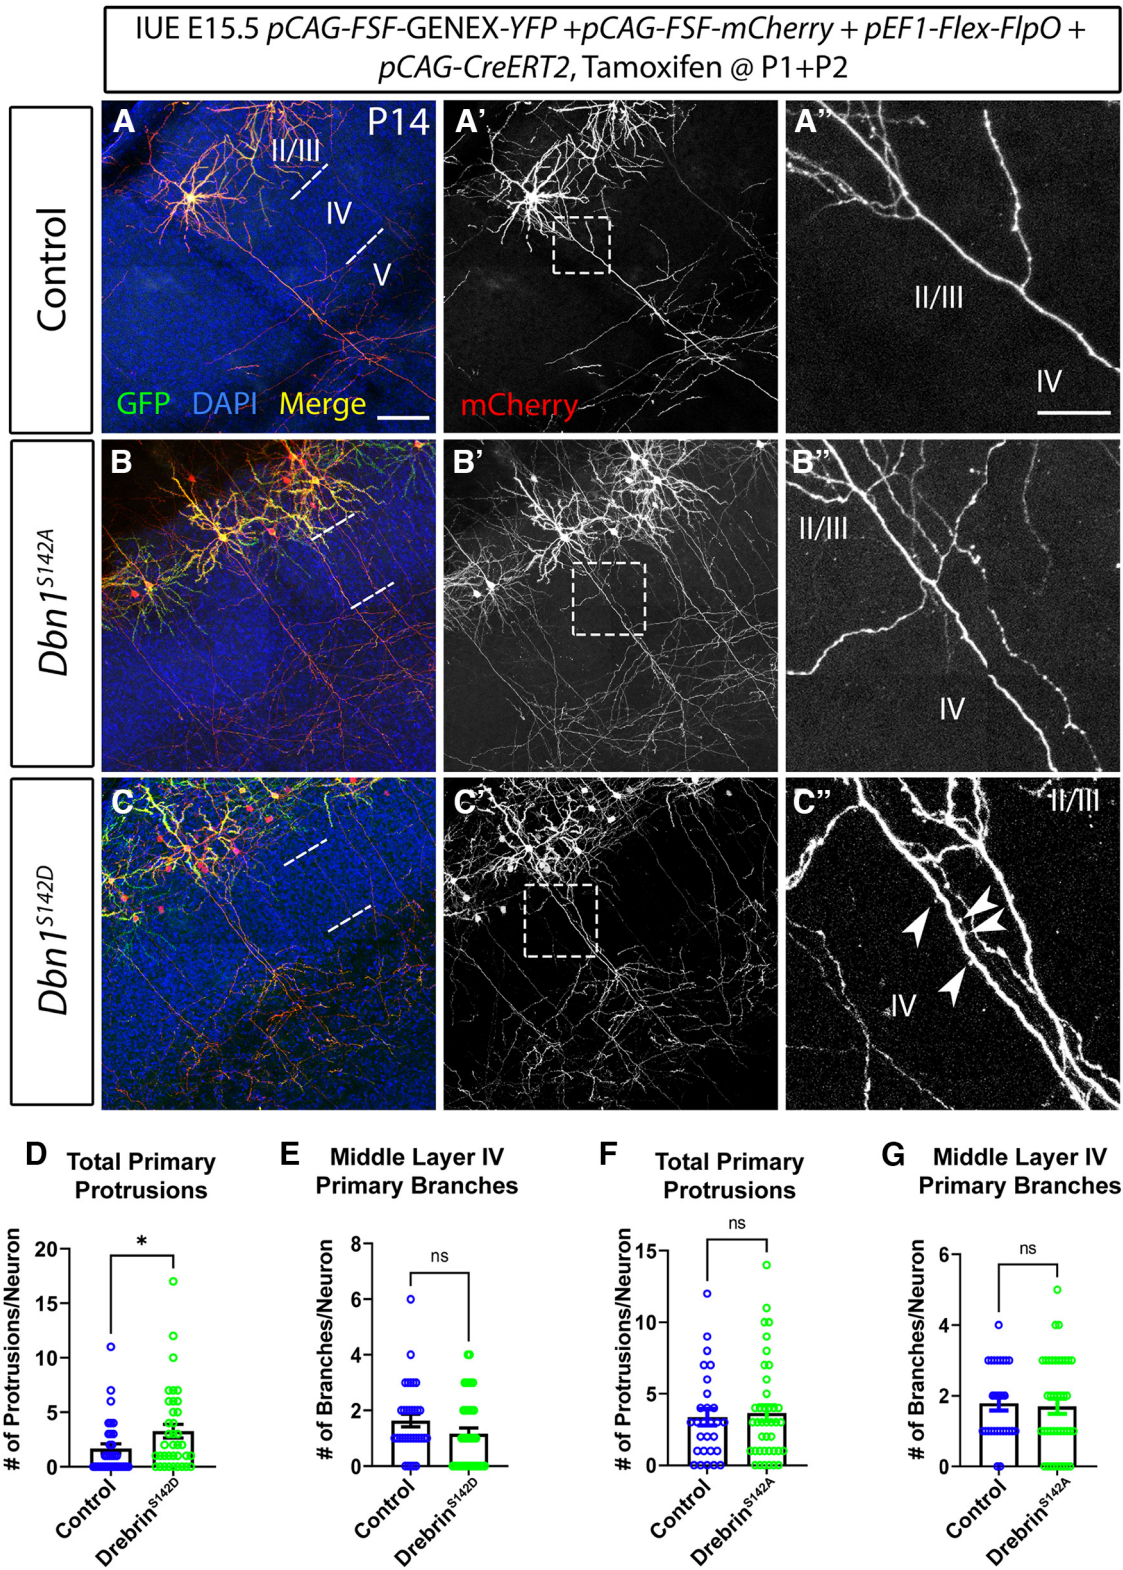 IUE E15.5 pCAG-FSF-GENEX-YFP +pCAG-FSF-mCherry + pEF1-Flex-FlpO +
pCAG-CreERT2, Tamoxifen @ P1+P2
Control
A
P14
II/III
IV
V
GFP DAPI Merge
A'
mCherry
A''
II/III
IV
Dbn1S142A
B
B'
B''
II/III
IV
Dbn1S142D
C
C'
C''
II/III
IV
D
Total Primary
Protrusions
# of Protrusions/Neuron
20
15
10
5
0
*
Control
DrebrinS142D
E
Middle Layer IV
Primary Branches
# of Branches/Neuron
8
6
4
2
0
ns
Control
DrebrinS142D
F
Total Primary
Protrusions
# of Protrusions/Neuron
15
10
5
0
ns
Control
DrebrinS142A
G
Middle Layer IV
Primary Branches
# of Branches/Neuron
6
4
2
0
ns
Control
DrebrinS142A